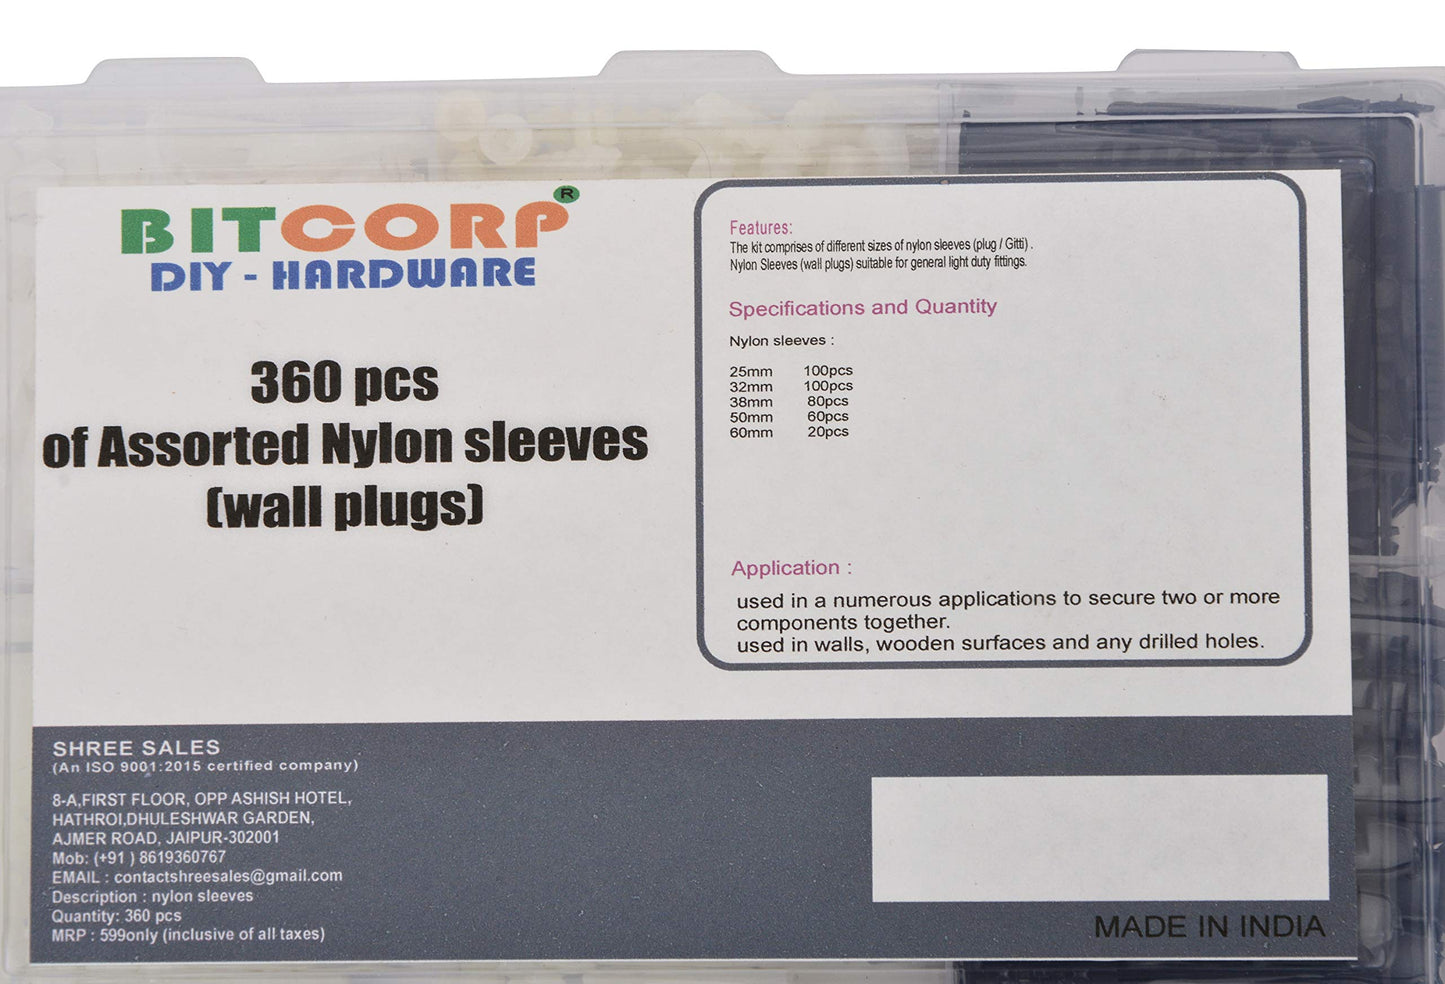 BITCORP®
DIY - HARDWARE
360 pcs
of Assorted Nylon sleeves
(wall plugs)
Features:
The kit comprises of different sizes of nylon sleeves (plug / Gitti) .
Nylon Sleeves (wall plugs) suitable for general light duty fittings.
Specifications and Quantity
Nylon sleeves :
25mm 100pcs
32mm 100pcs
38mm 80pcs
50mm 60pcs
60mm 20pcs
Application :
used in a numerous applications to secure two or more
components together.
used in walls, wooden surfaces and any drilled holes.
SHREE SALES
(An ISO 9001:2015 certified company)
8-A,FIRST FLOOR, OPP ASHISH HOTEL,
HATHROI,DHULESHWAR GARDEN,
AJMER ROAD, JAIPUR-302001
Mob: (+91 ) 8619360767
EMAIL : contactshreesales@gmail.com
Description : nylon sleeves
Quantity: 360 pcs
MRP : 599only (inclusive of all taxes)
MADE IN INDIA